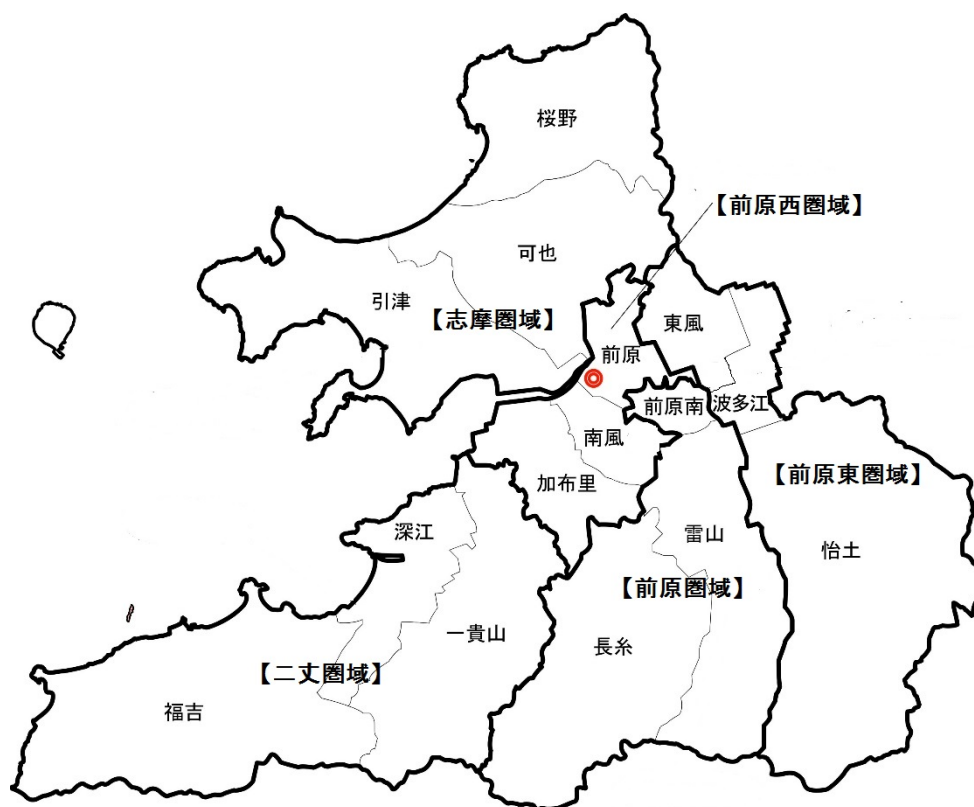 桜野
【前原西圏域】
可也
引津
【志摩圏域】
東風
前原
前原南
波多江
南風
加布里
【前原東圏域】
深江
雷山
怡土
【前原圏域】
一貴山
長糸
【二丈圏域】
福吉